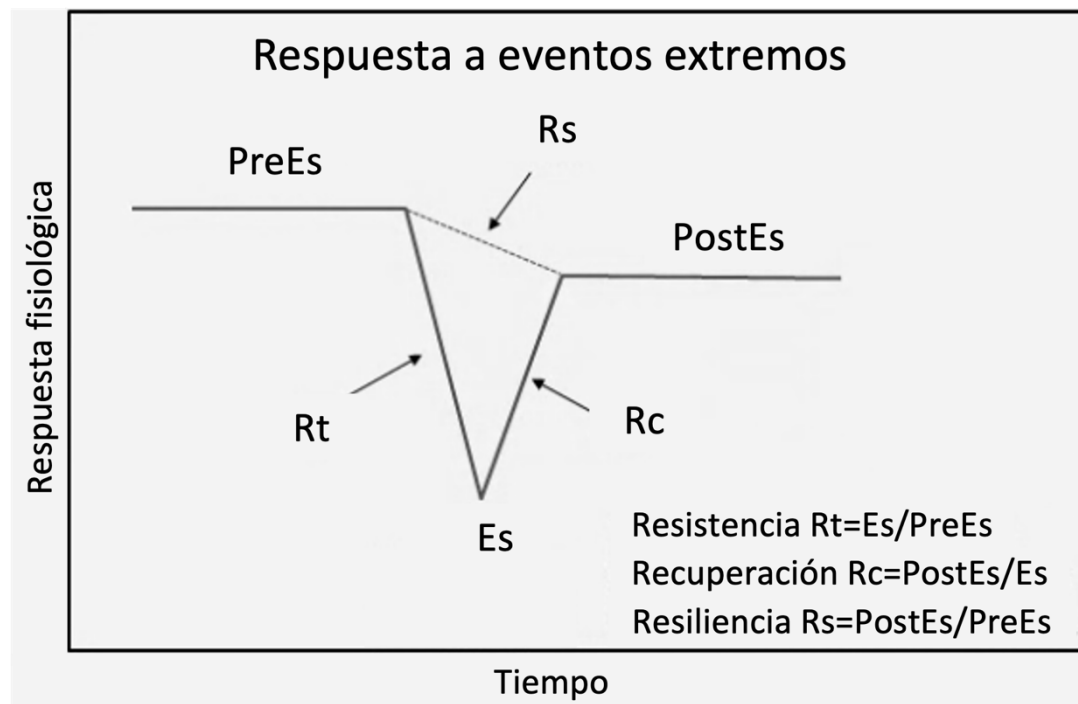 Respuesta a eventos extremos
Rs
PreEs
PostEs
Respuesta fisiológica
Rt
Rc
Es
Resistencia Rt=Es/PreEs
Recuperación Rc=PostEs/Es
Resiliencia Rs=PostEs/PreEs
Tiempo